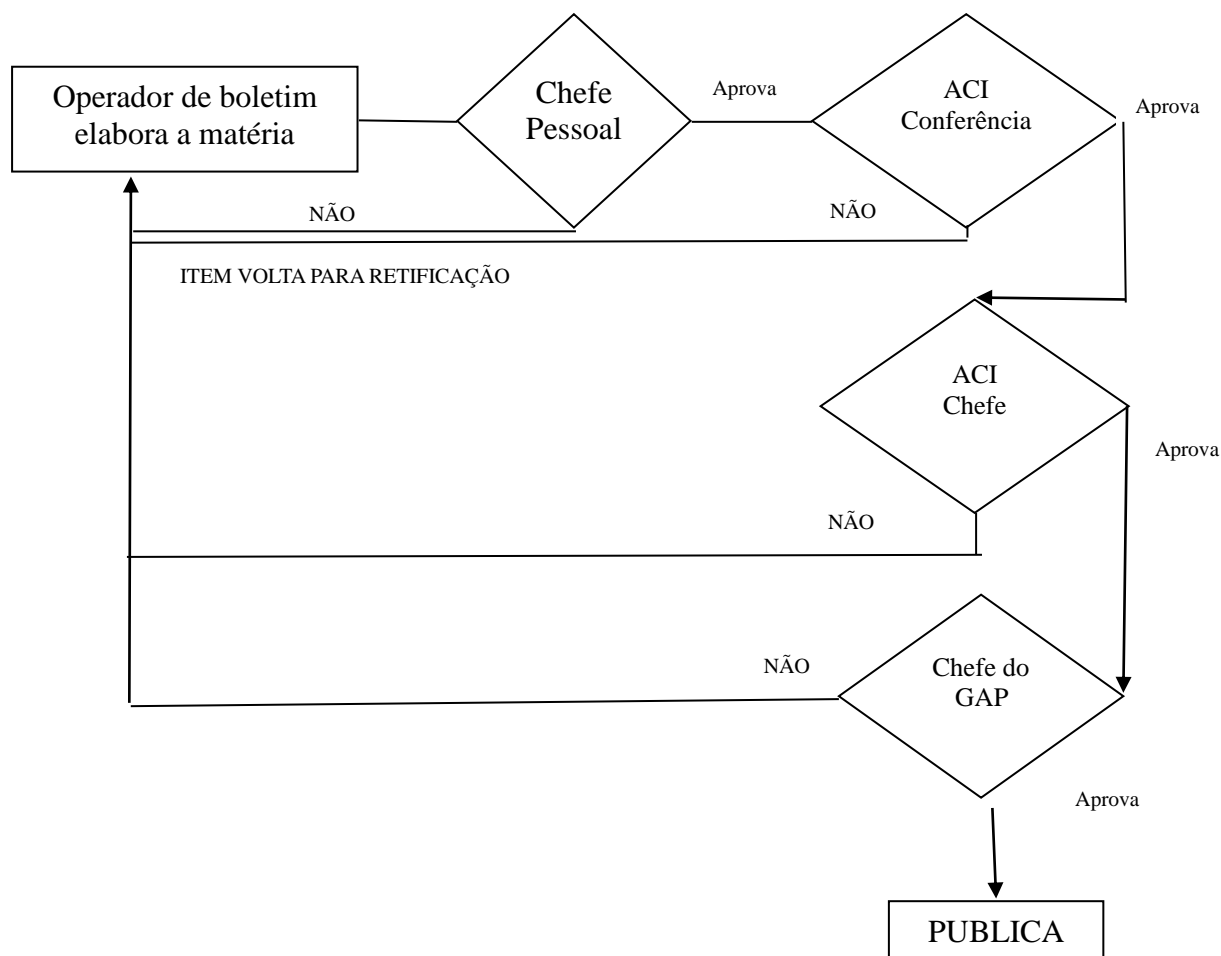 Operador de boletim
elabora a matéria
Chefe
Pessoal
Aprova
ACI
Conferência
Aprova
NÃO
NÃO
ITEM VOLTA PARA RETIFICAÇÃO
ACI
Chefe
Aprova
NÃO
NÃO
Chefe do
GAP
Aprova
PUBLICA